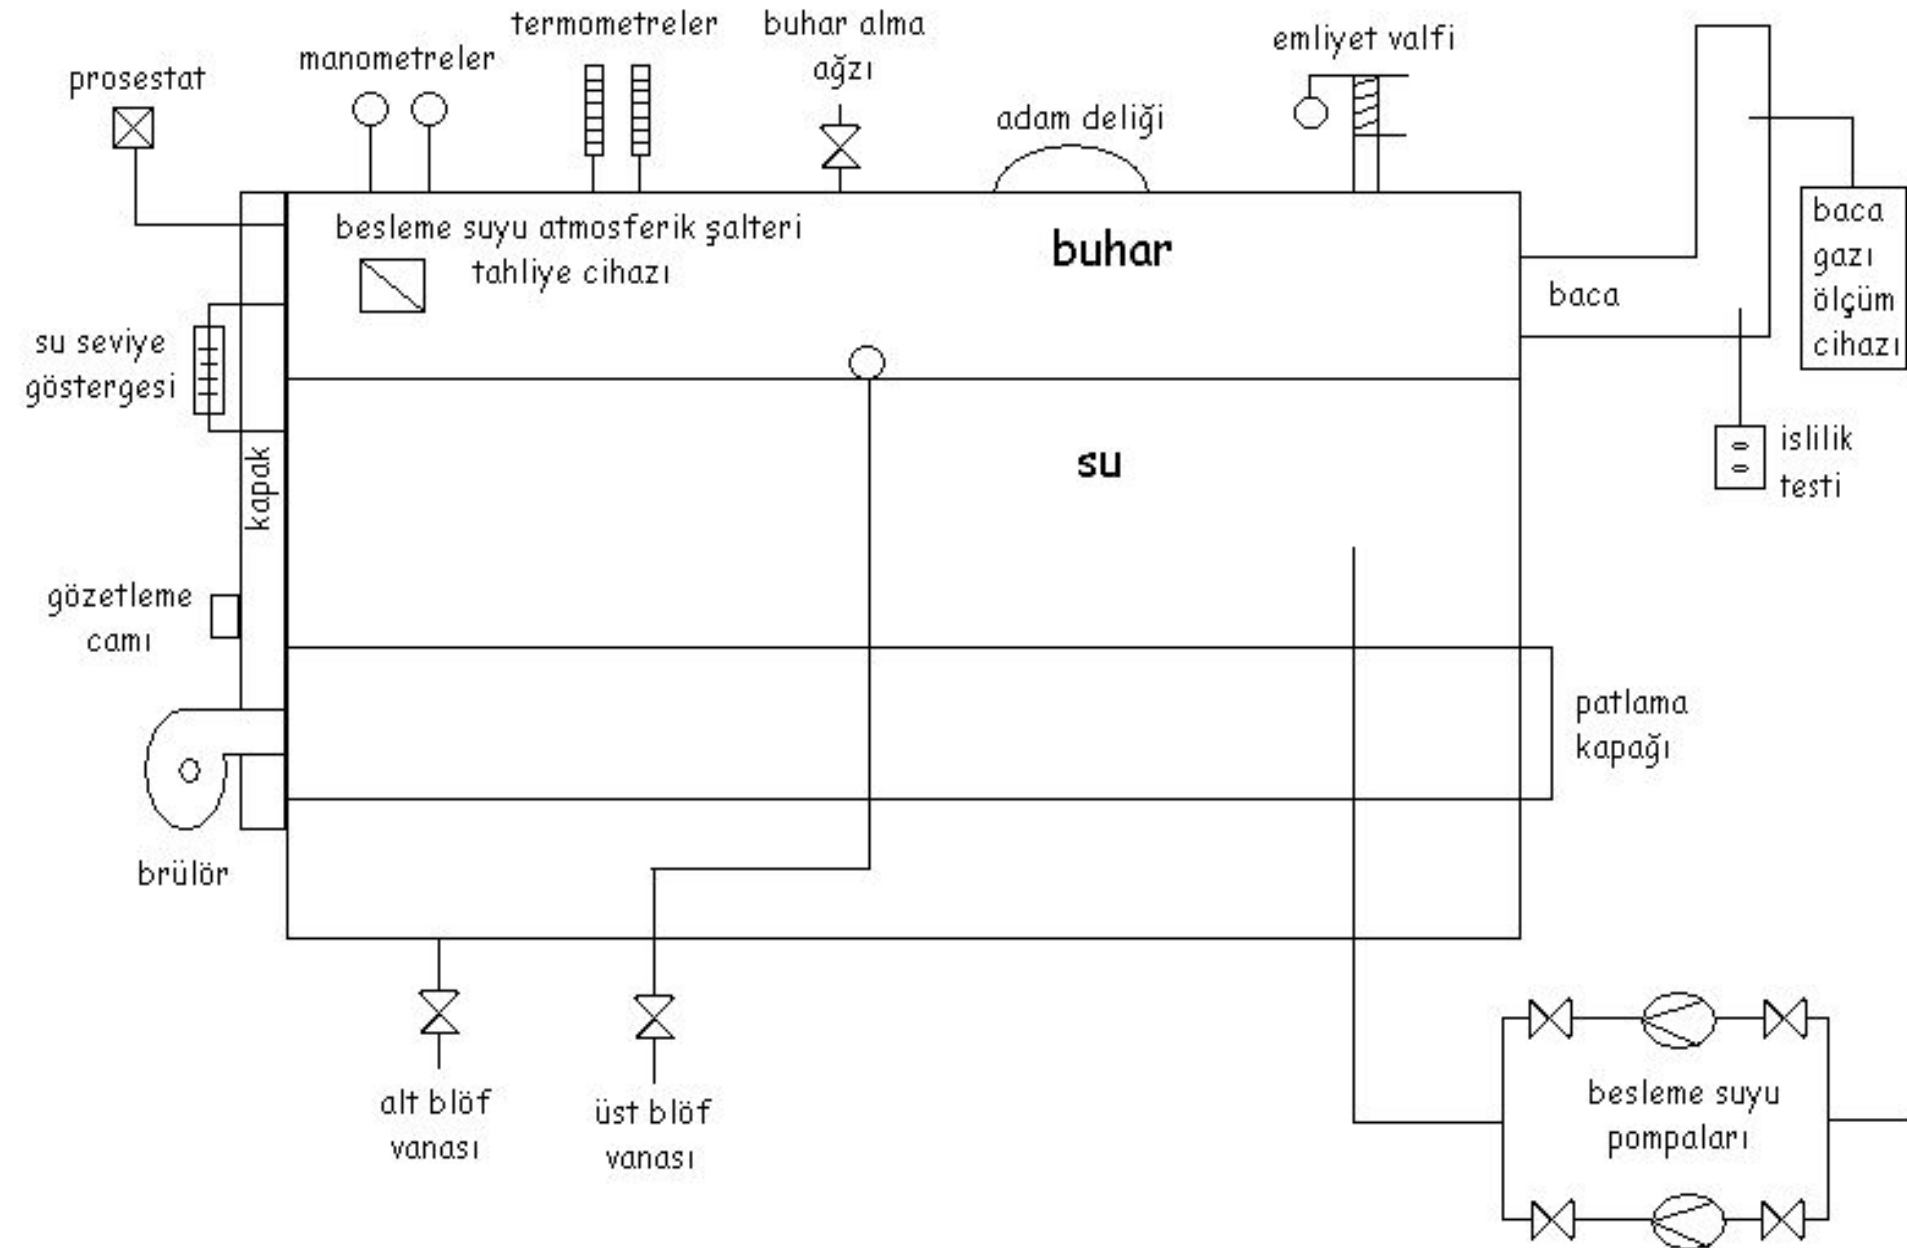 termometreler
buhar alma
ağzı
emliyet valfi
manometreler
prosestat
adam deliği
besleme suyu atmosferik şalteri
tahliye cihazı
buhar
baca
baca
gazı
ölçüm
cihazı
su seviye
göstergesi
su
islilik
testi
kapak
gözetleme
camı
patlama
kapağı
brülör
alt blöf
vanası
üst blöf
vanası
besleme suyu
pompaları